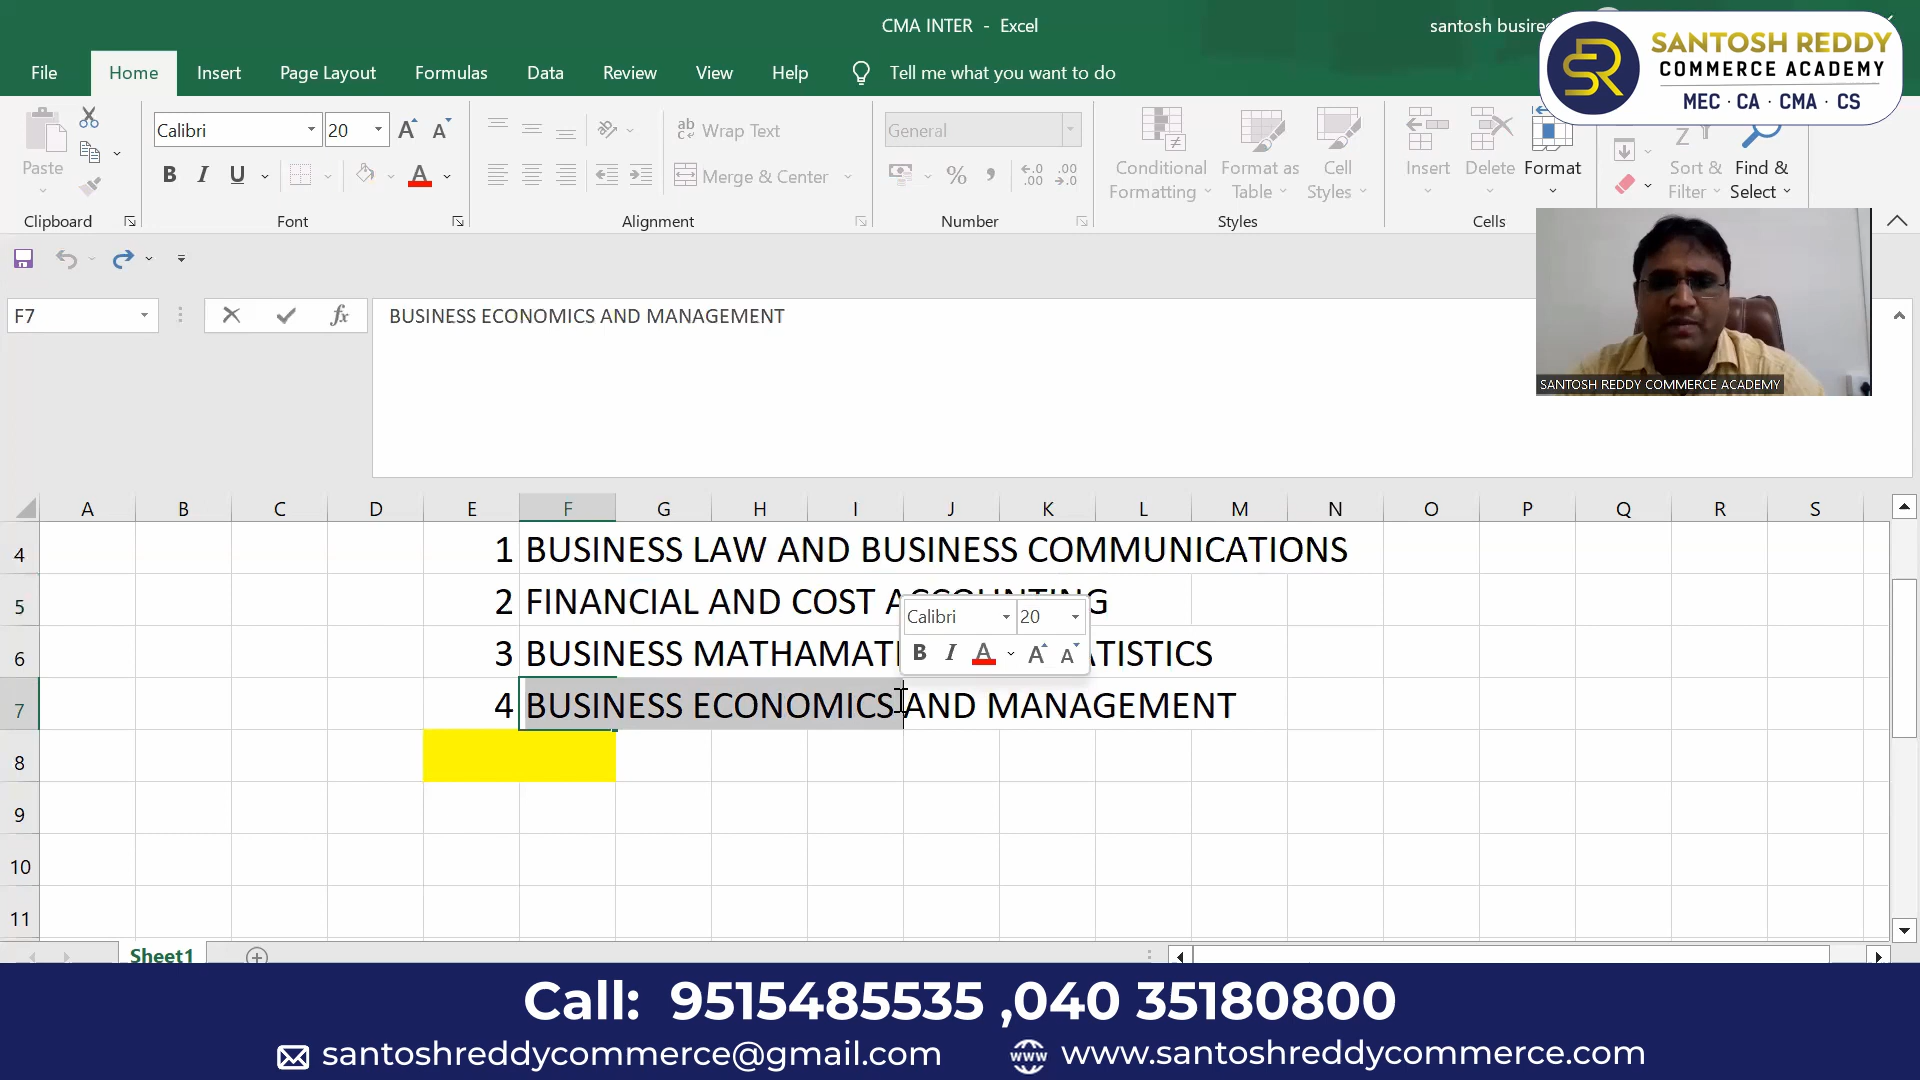 CMA INTER - Excel
santosh busire
SANTOSH REDDY
COMMERCE ACADEMY
MEC · CA · CMA · CS
File Home Insert Page Layout Formulas Data Review View Help Tell me what you want to do
Calibri 20
ab
c
Wrap Text
General
Paste
B I U A
Merge & Center
% , .00
Conditional Formatting
Format as Table
Cell Styles
Insert Delete Format
Sort & Filter
Find & Select
Clipboard Font Alignment Number Styles Cells
F7
fx
BUSINESS ECONOMICS AND MANAGEMENT
SANTOSH REDDY COMMERCE ACADEMY
A B C D E F G H I J K L M N O P Q R S
4 1 BUSINESS LAW AND BUSINESS COMMUNICATIONS
5 2 FINANCIAL AND COST
Calibri 20
B I A A A
6 3 BUSINESS
7 4 BUSINESS ECONOMICS AND MANAGEMENT
8
9
10
11
Sheet1
Call: 9515485535 ,040 35180800
santoshreddycommerce@gmail.com www.santoshreddycommerce.com